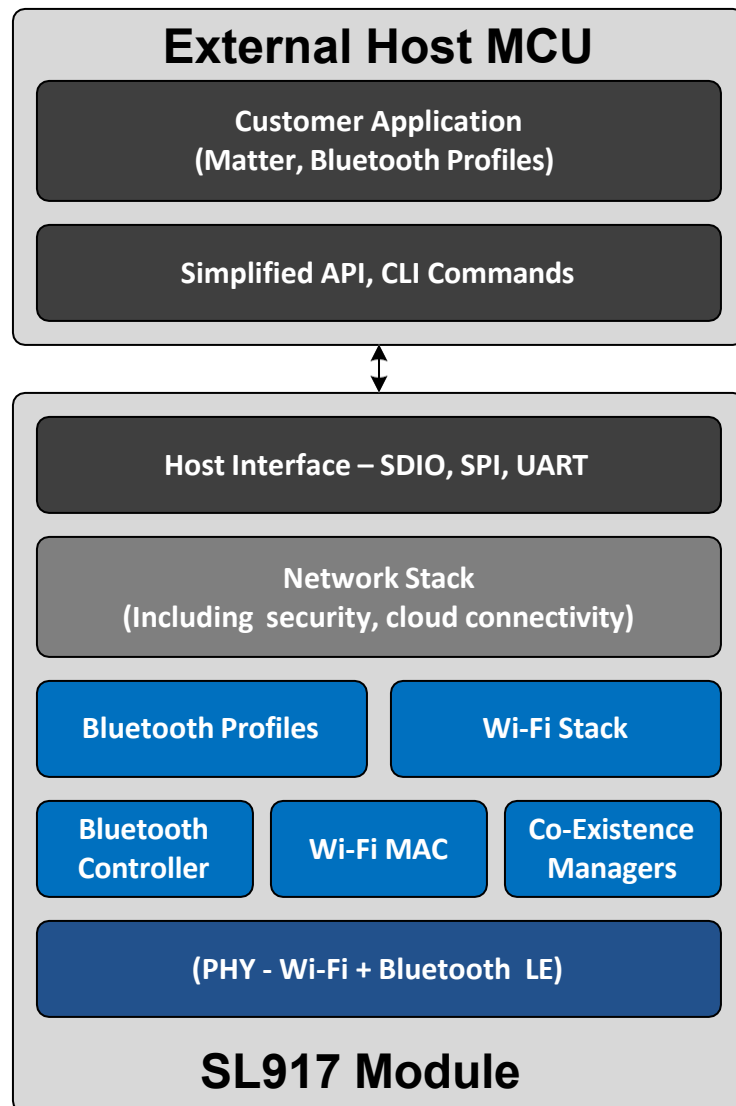 External Host MCU
Customer Application
(Matter, Bluetooth Profiles)
Simplified API, CLI Commands
Host Interface – SDIO, SPI, UART
Network Stack
(Including security, cloud connectivity)
Bluetooth Profiles
Wi-Fi Stack
Bluetooth
Controller
Wi-Fi MAC
Co-Existence
Managers
(PHY - Wi-Fi + Bluetooth LE)
SL917 Module